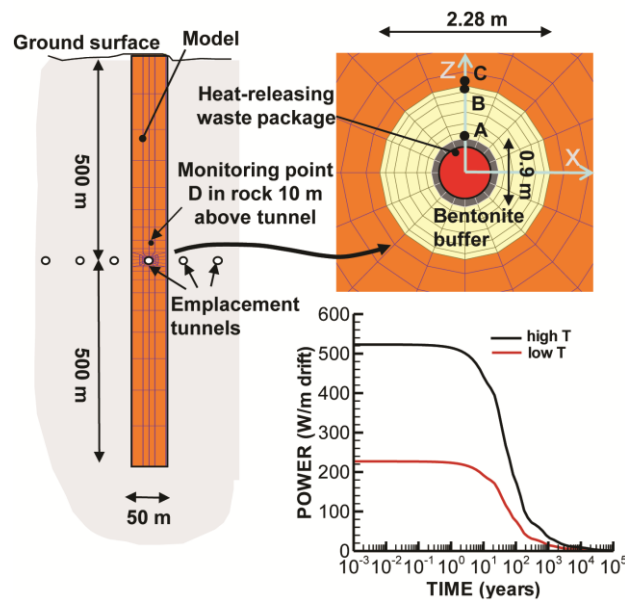 Ground surface
Model
500 m
500 m
Monitoring point
D in rock 10 m
above tunnel
Emplacement
tunnels
50 m
2.28 m
Heat-releasing
waste package
Z
C
B
A
X
0.9 m
Bentonite
buffer
POWER (W/m drift)
600
500
400
300
200
100
0
high T
low T
10⁻³ 10⁻² 10⁻¹ 10⁰ 10¹ 10² 10³ 10⁴ 10⁵
TIME (years)